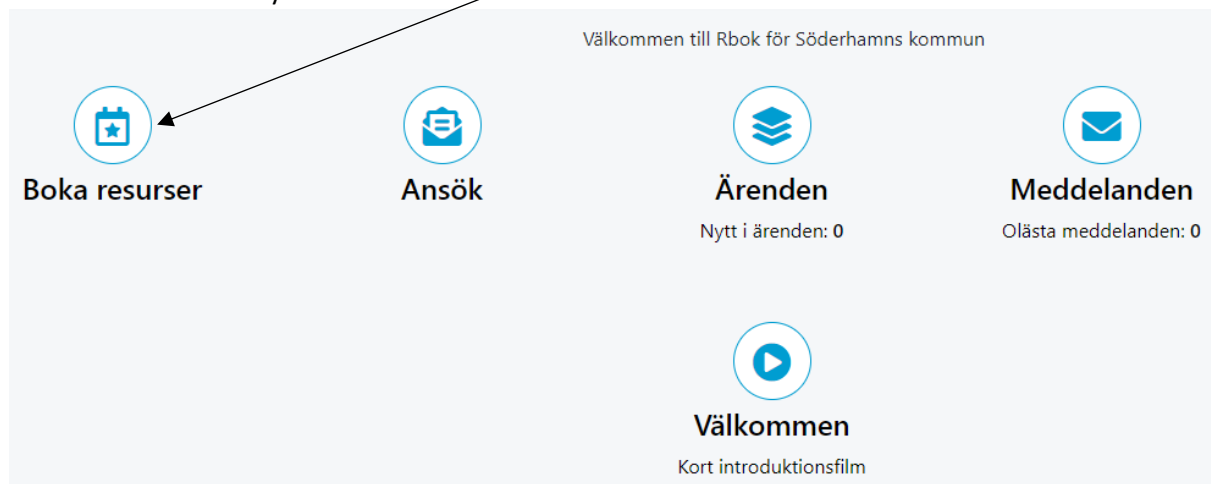 Välkommen till Rbok för Söderhamns kommun
Boka resurser
Ansök
Ärenden
Nytt i ärenden: 0
Meddelanden
Olästa meddelanden: 0
Välkommen
Kort introduktionsfilm